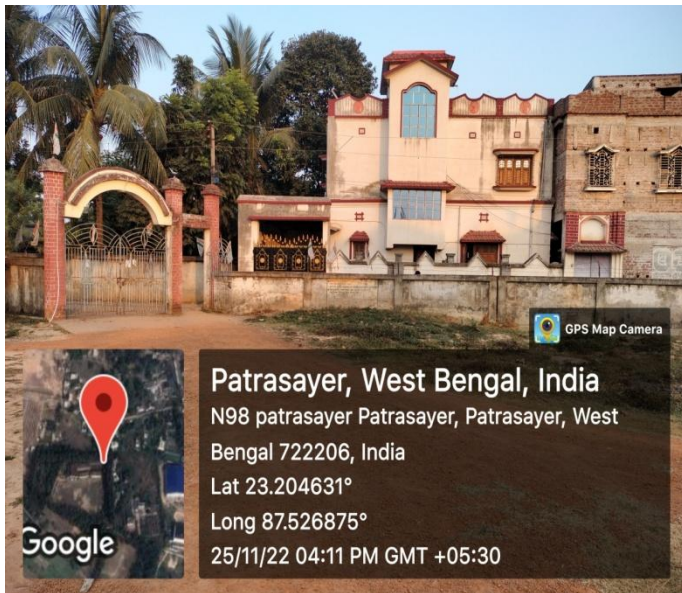 GPS Map Camera
Patrasayer, West Bengal, India
N98 patrasayer Patrasayer, Patrasayer, West
Bengal 722206, India
Lat 23.204631°
Long 87.526875°
25/11/22 04:11 PM GMT +05:30
Google